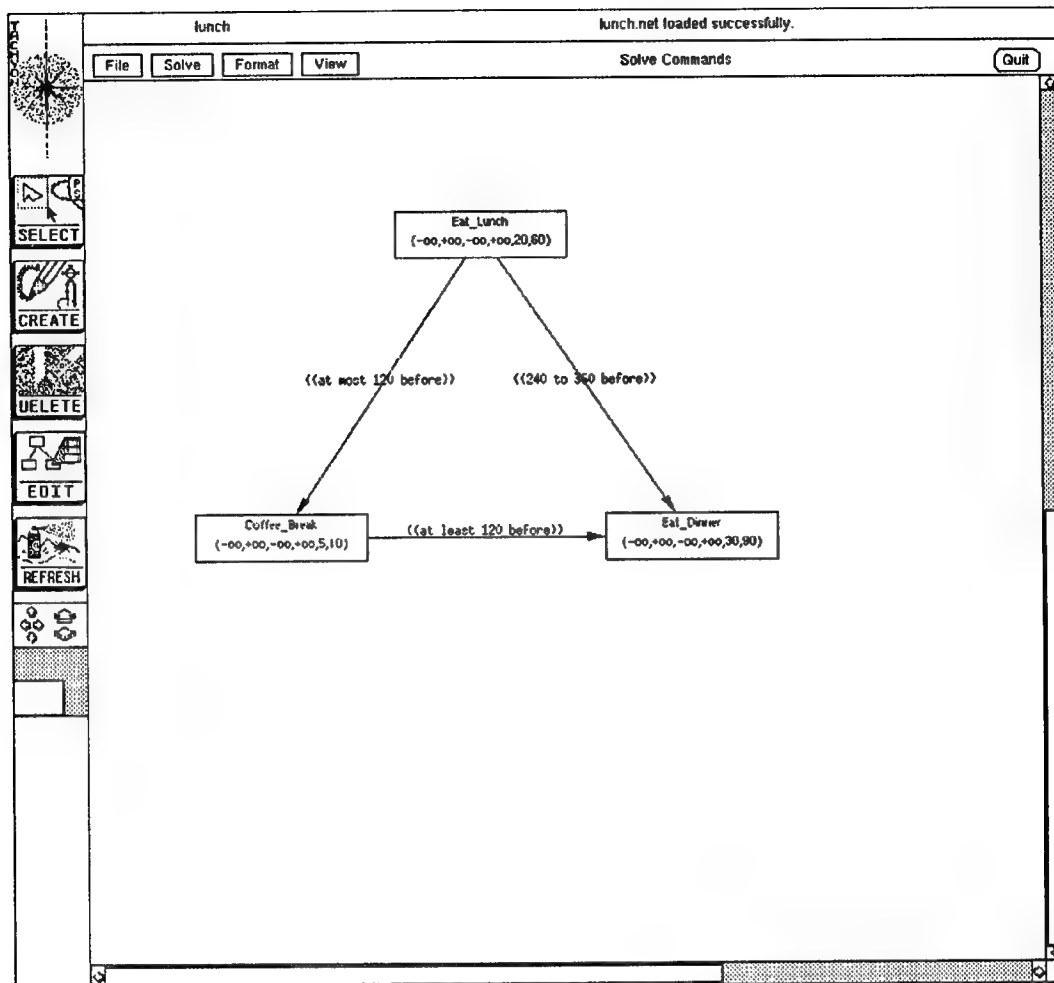 TACHYON
lunch
lunch.net loaded successfully.
File Solve Format View
Solve Commands
Quit
SELECT
CREATE
DELETE
EDIT
REFRESH
Eat_Lunch
(-oo,+oo,-oo,+oo,20,60)
((at most 120 before))
((240 to 360 before))
Coffee_Break
(-oo,+oo,-oo,+oo,5,10)
((at least 120 before))
Eat_Dinner
(-oo,+oo,-oo,+oo,30,90)